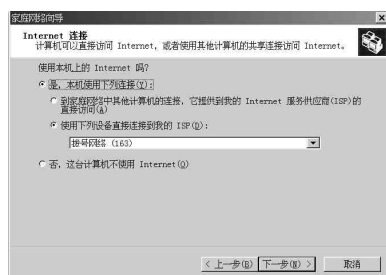 家庭网络向导
Internet 连接
计算机可以直接访问 Internet，或者使用其他计算机的共享连接访问 Internet。
使用本机上的 Internet 吗?
是，本机使用下列连接(Y):
到家庭网络中其他计算机的连接，它提供到我的 Internet 服务供应商(ISP)的
直接访问(A)
使用下列设备直接连接到我的 ISP(D):
拨号网络 (163)
否，这台计算机不使用 Internet(O)
< 上一步(B) 下一步(N) > 取消